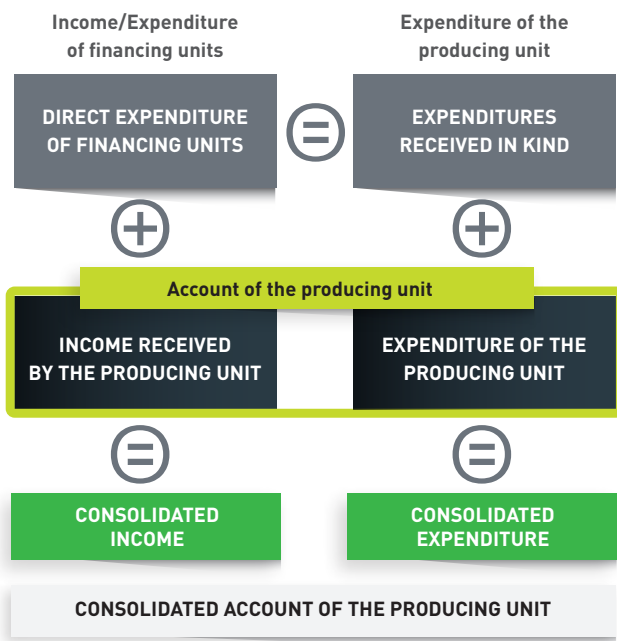 Income/Expenditure
of financing units
Expenditure of the
producing unit
DIRECT EXPENDITURE
OF FINANCING UNITS
=
EXPENDITURES
RECEIVED IN KIND
+
+
Account of the producing unit
INCOME RECEIVED
BY THE PRODUCING UNIT
EXPENDITURE OF THE
PRODUCING UNIT
=
=
CONSOLIDATED
INCOME
CONSOLIDATED
EXPENDITURE
CONSOLIDATED ACCOUNT OF THE PRODUCING UNIT